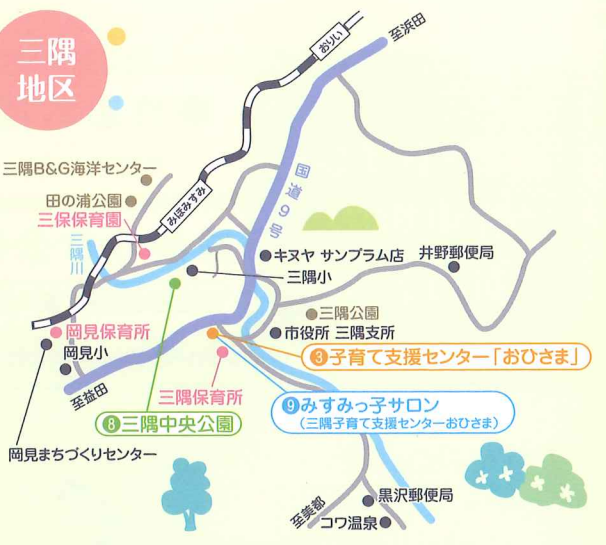 三隅
地区
おりい
至浜田
三隅B&G海洋センター
田の浦公園
三保保育園
みほみすみ
国道9号
三隅川
キヌヤ サンプラム店
井野郵便局
三隅小
三隅公園
市役所 三隅支所
岡見保育所
岡見小
❸子育て支援センター「おひさま」
至益田
三隅保育所
❾みすみっ子サロン
(三隅子育て支援センターおひさま)
❽三隅中央公園
岡見まちづくりセンター
黒沢郵便局
至美都
コワ温泉